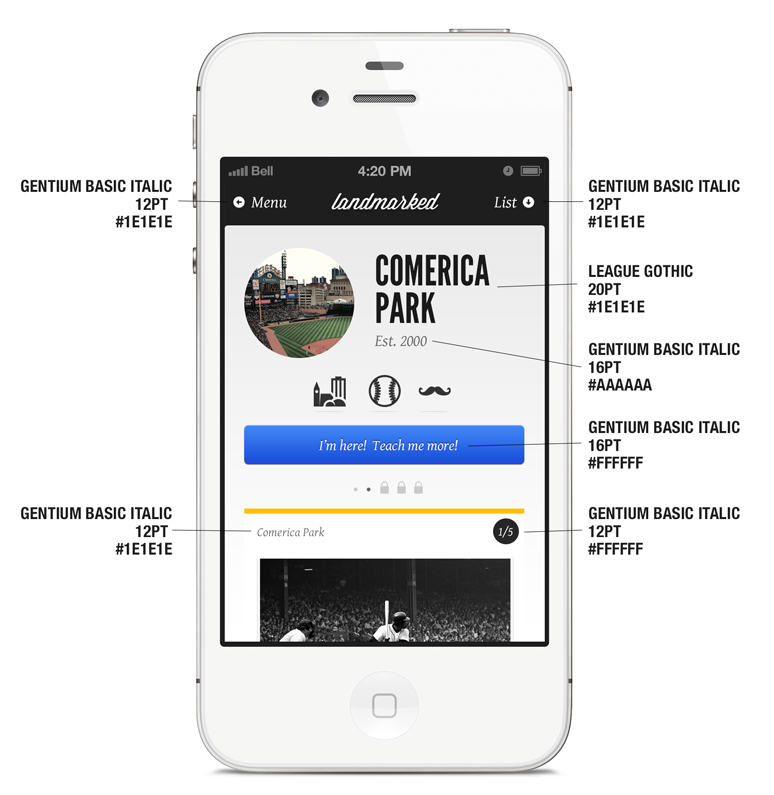 Bell 4:20 PM
GENTIUM BASIC ITALIC
12PT
#1E1E1E
Menu landmarked List
GENTIUM BASIC ITALIC
12PT
#1E1E1E
COMERICA
PARK
Est. 2000
LEAGUE GOTHIC
20PT
#1E1E1E
GENTIUM BASIC ITALIC
16PT
#AAAAAA
I'm here! Teach me more!
GENTIUM BASIC ITALIC
16PT
#FFFFFF
GENTIUM BASIC ITALIC
12PT
#1E1E1E
Comerica Park 1/5
GENTIUM BASIC ITALIC
12PT
#FFFFFF